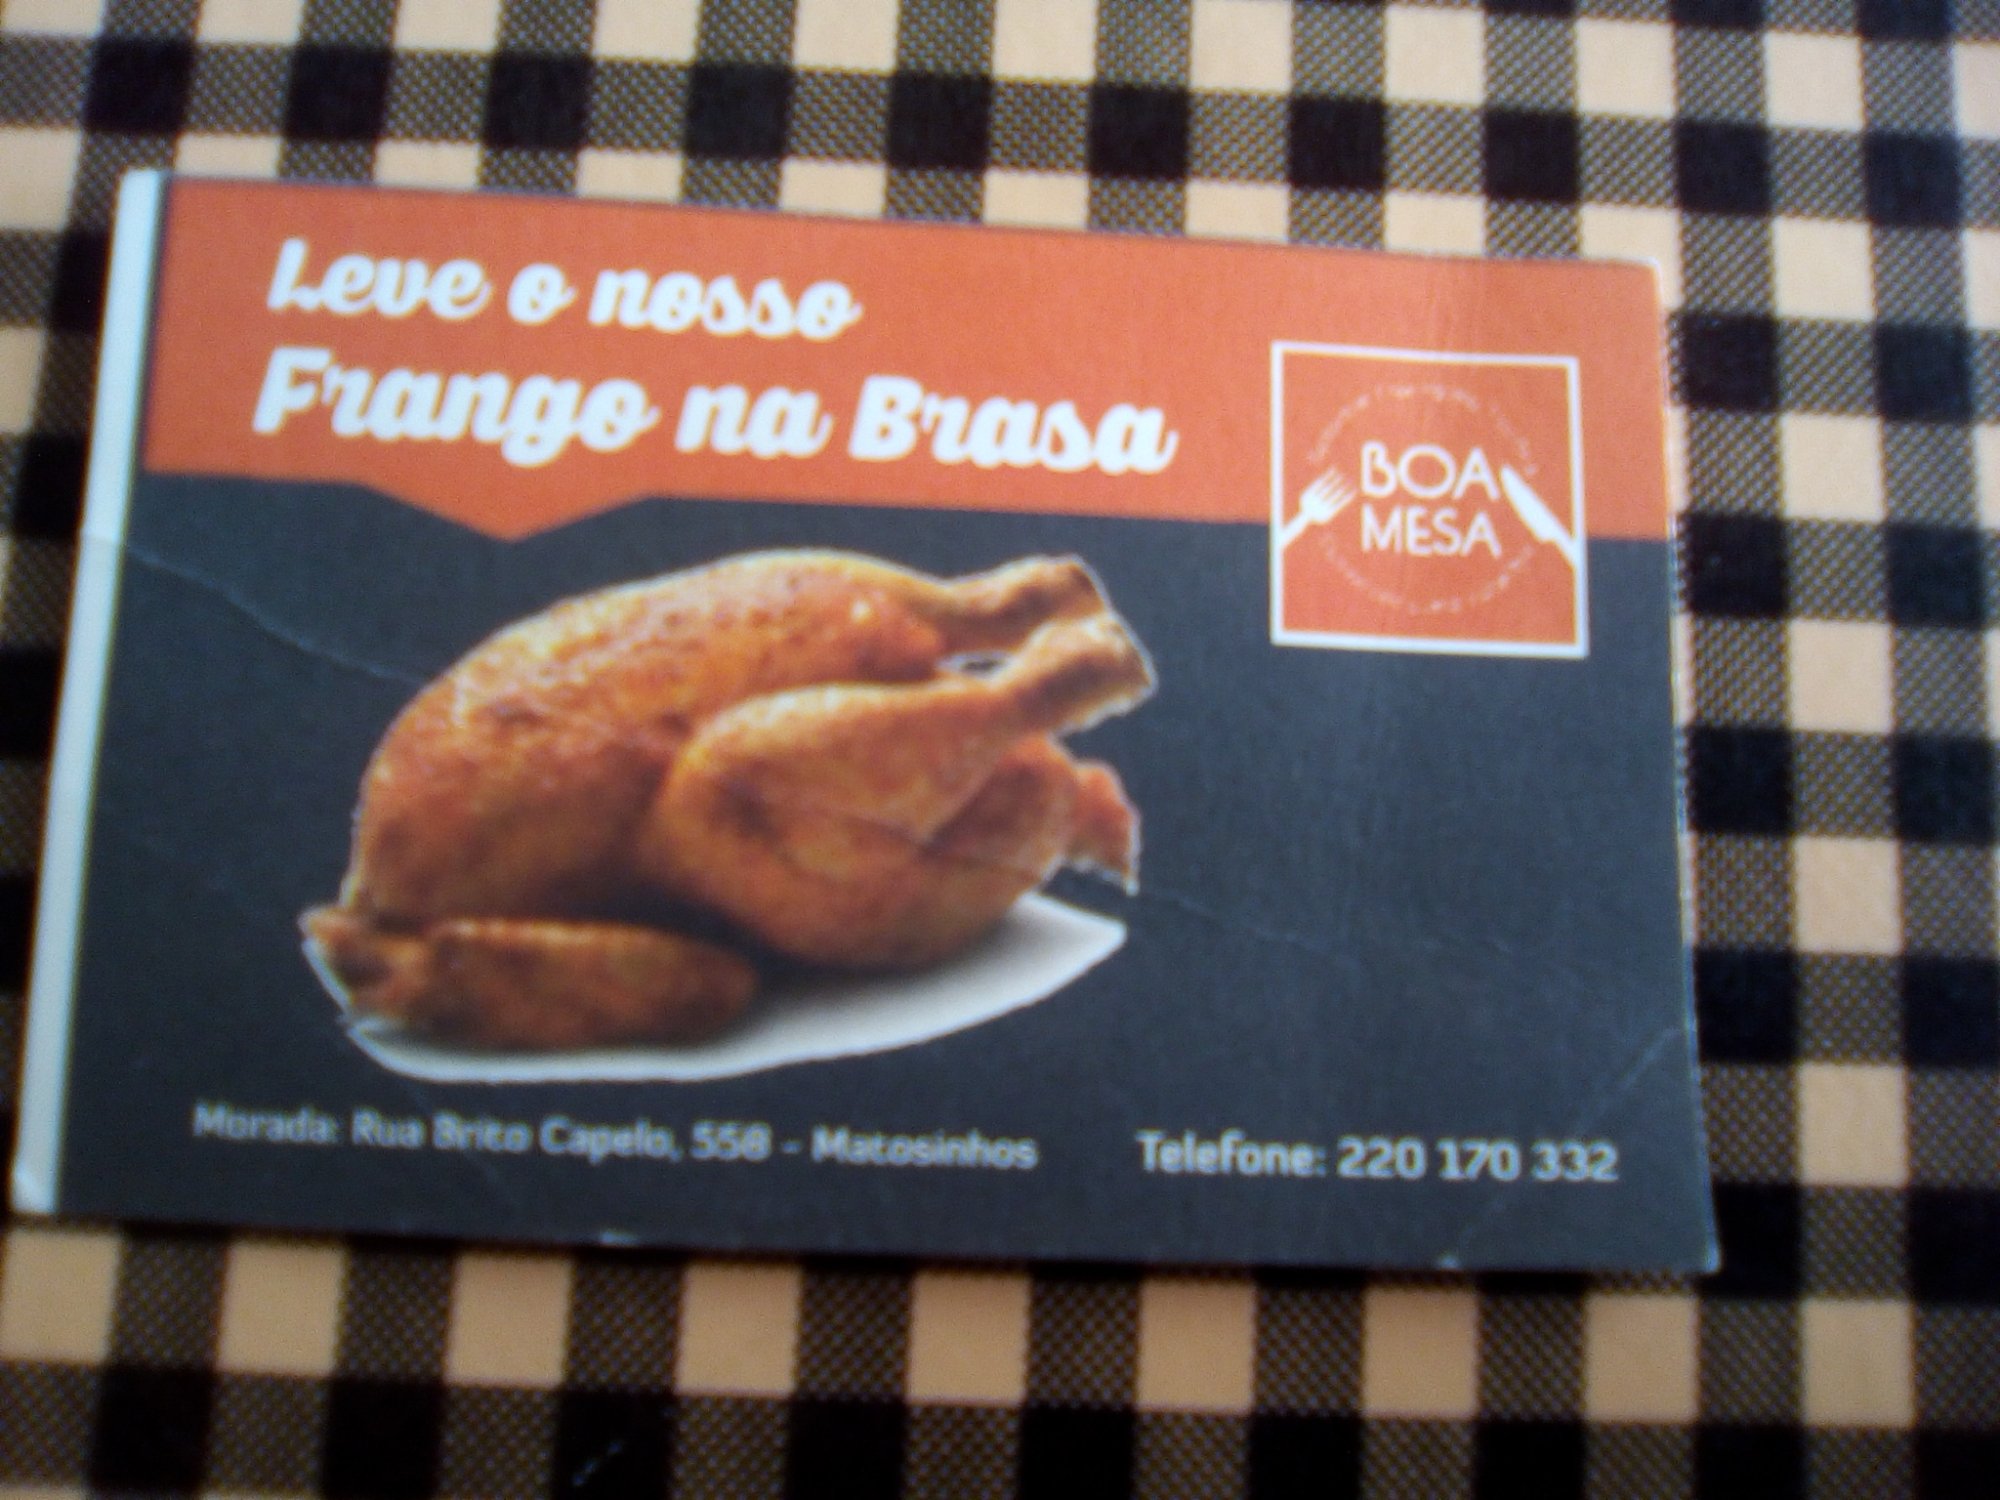 Leve o nosso
Frango na Brasa
BOA
MESA
Morada: Rua Brito Capelo, 558 - Matosinhos
Telefone: 220 170 332